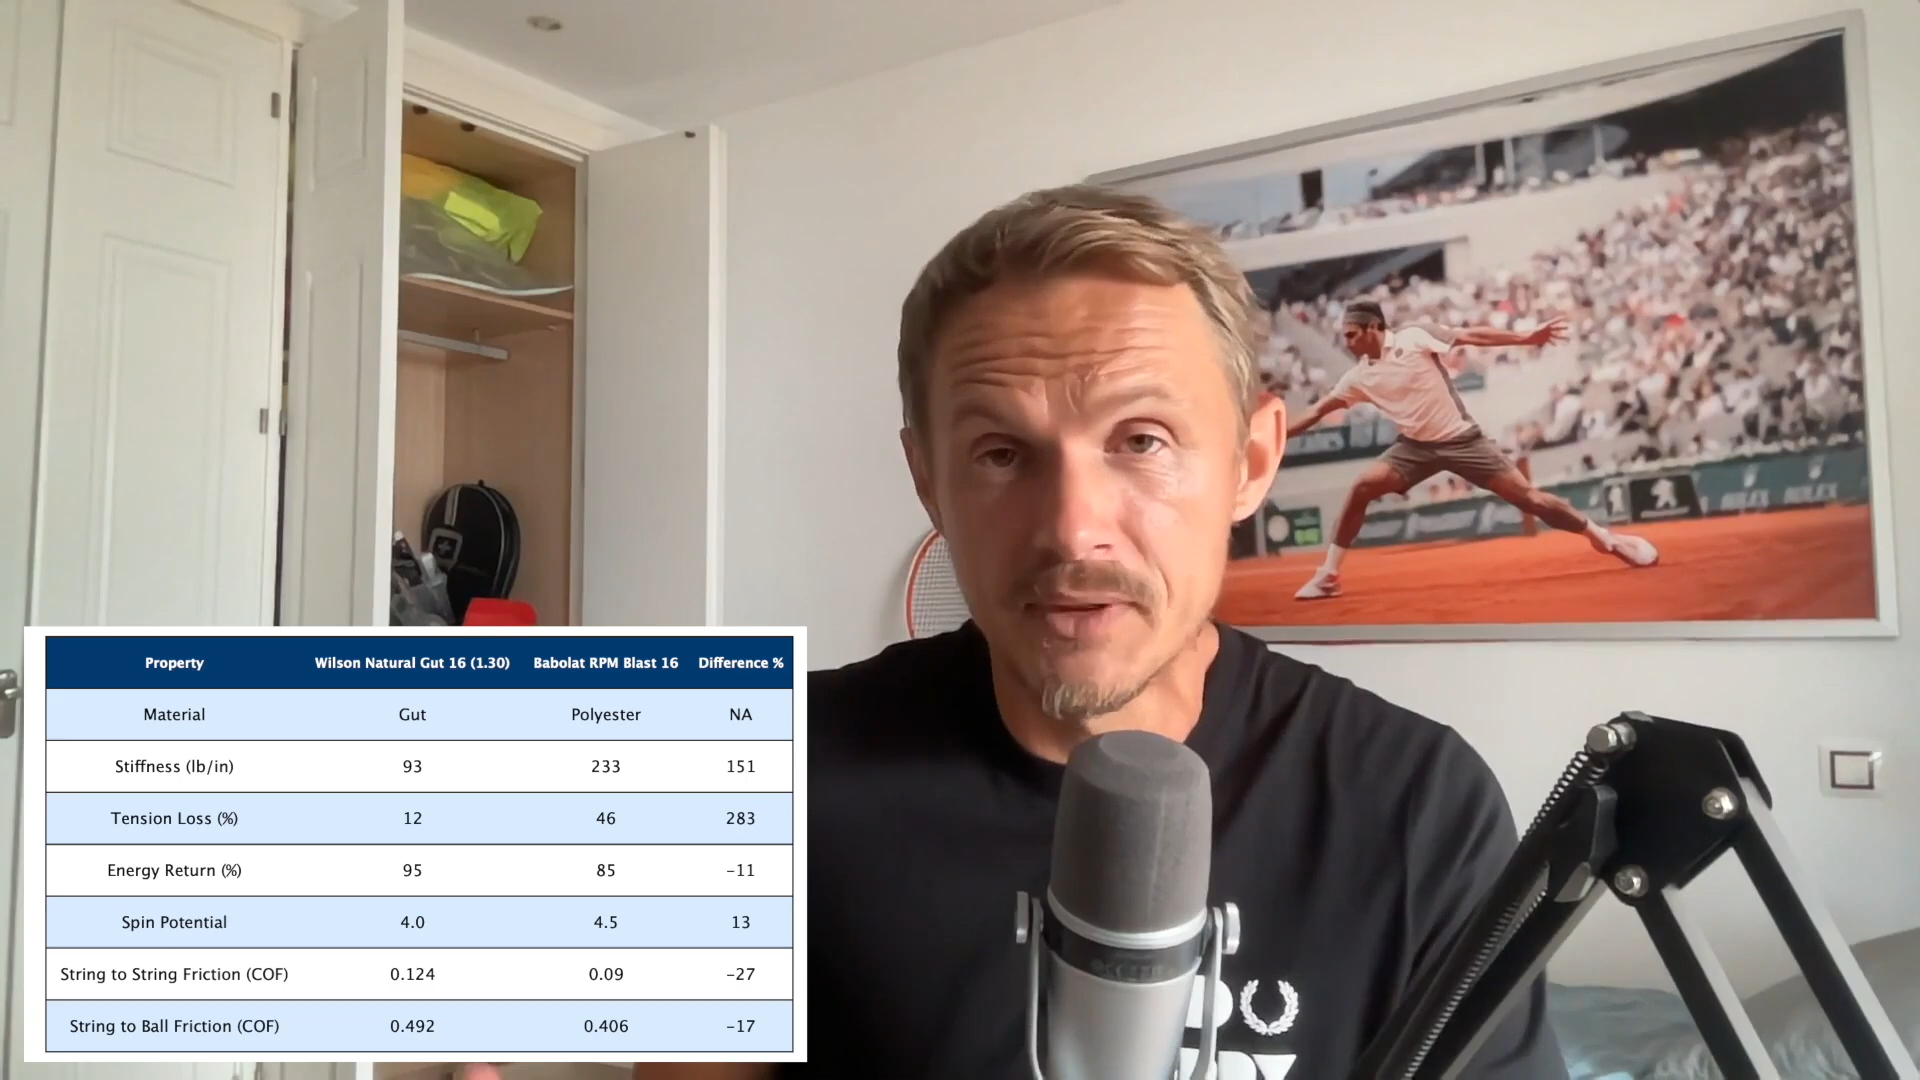 Property Wilson Natural Gut 16 (1.30) Babolat RPM Blast 16 Difference %
Material Gut Polyester NA
Stiffness (lb/in) 93 233 151
Tension Loss (%) 12 46 283
Energy Return (%) 95 85 -11
Spin Potential 4.0 4.5 13
String to String Friction (COF) 0.124 0.09 -27
String to Ball Friction (COF) 0.492 0.406 -17
ROLEX ROLEX